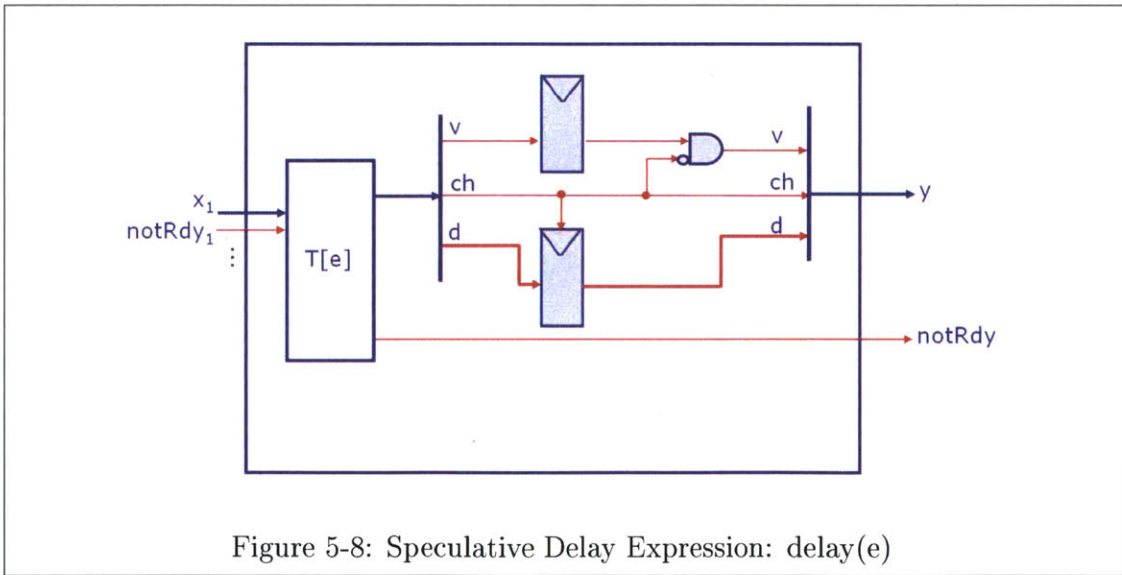 v
v
ch
ch
x₁
y
notRdy₁
d
d
⋮
T[e]
notRdy
Figure 5-8: Speculative Delay Expression: delay(e)